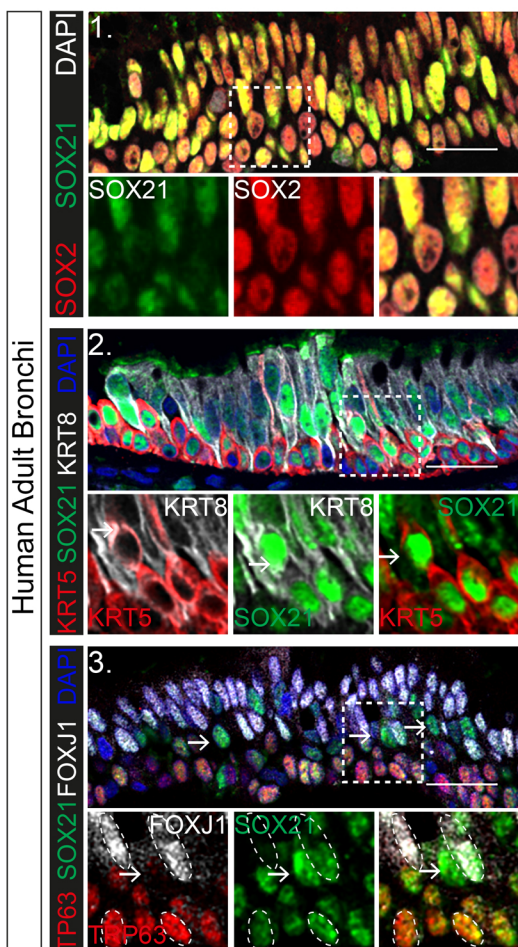 Human Adult Bronchi
SOX2 SOX21 DAPI
1.
SOX21
SOX2
KRT5 SOX21 KRT8 DAPI
2.
KRT8
KRT5
KRT8
SOX21
SOX21
KRT5
TP63 SOX21 FOXJ1 DAPI
3.
FOXJ1
TRP63
SOX21